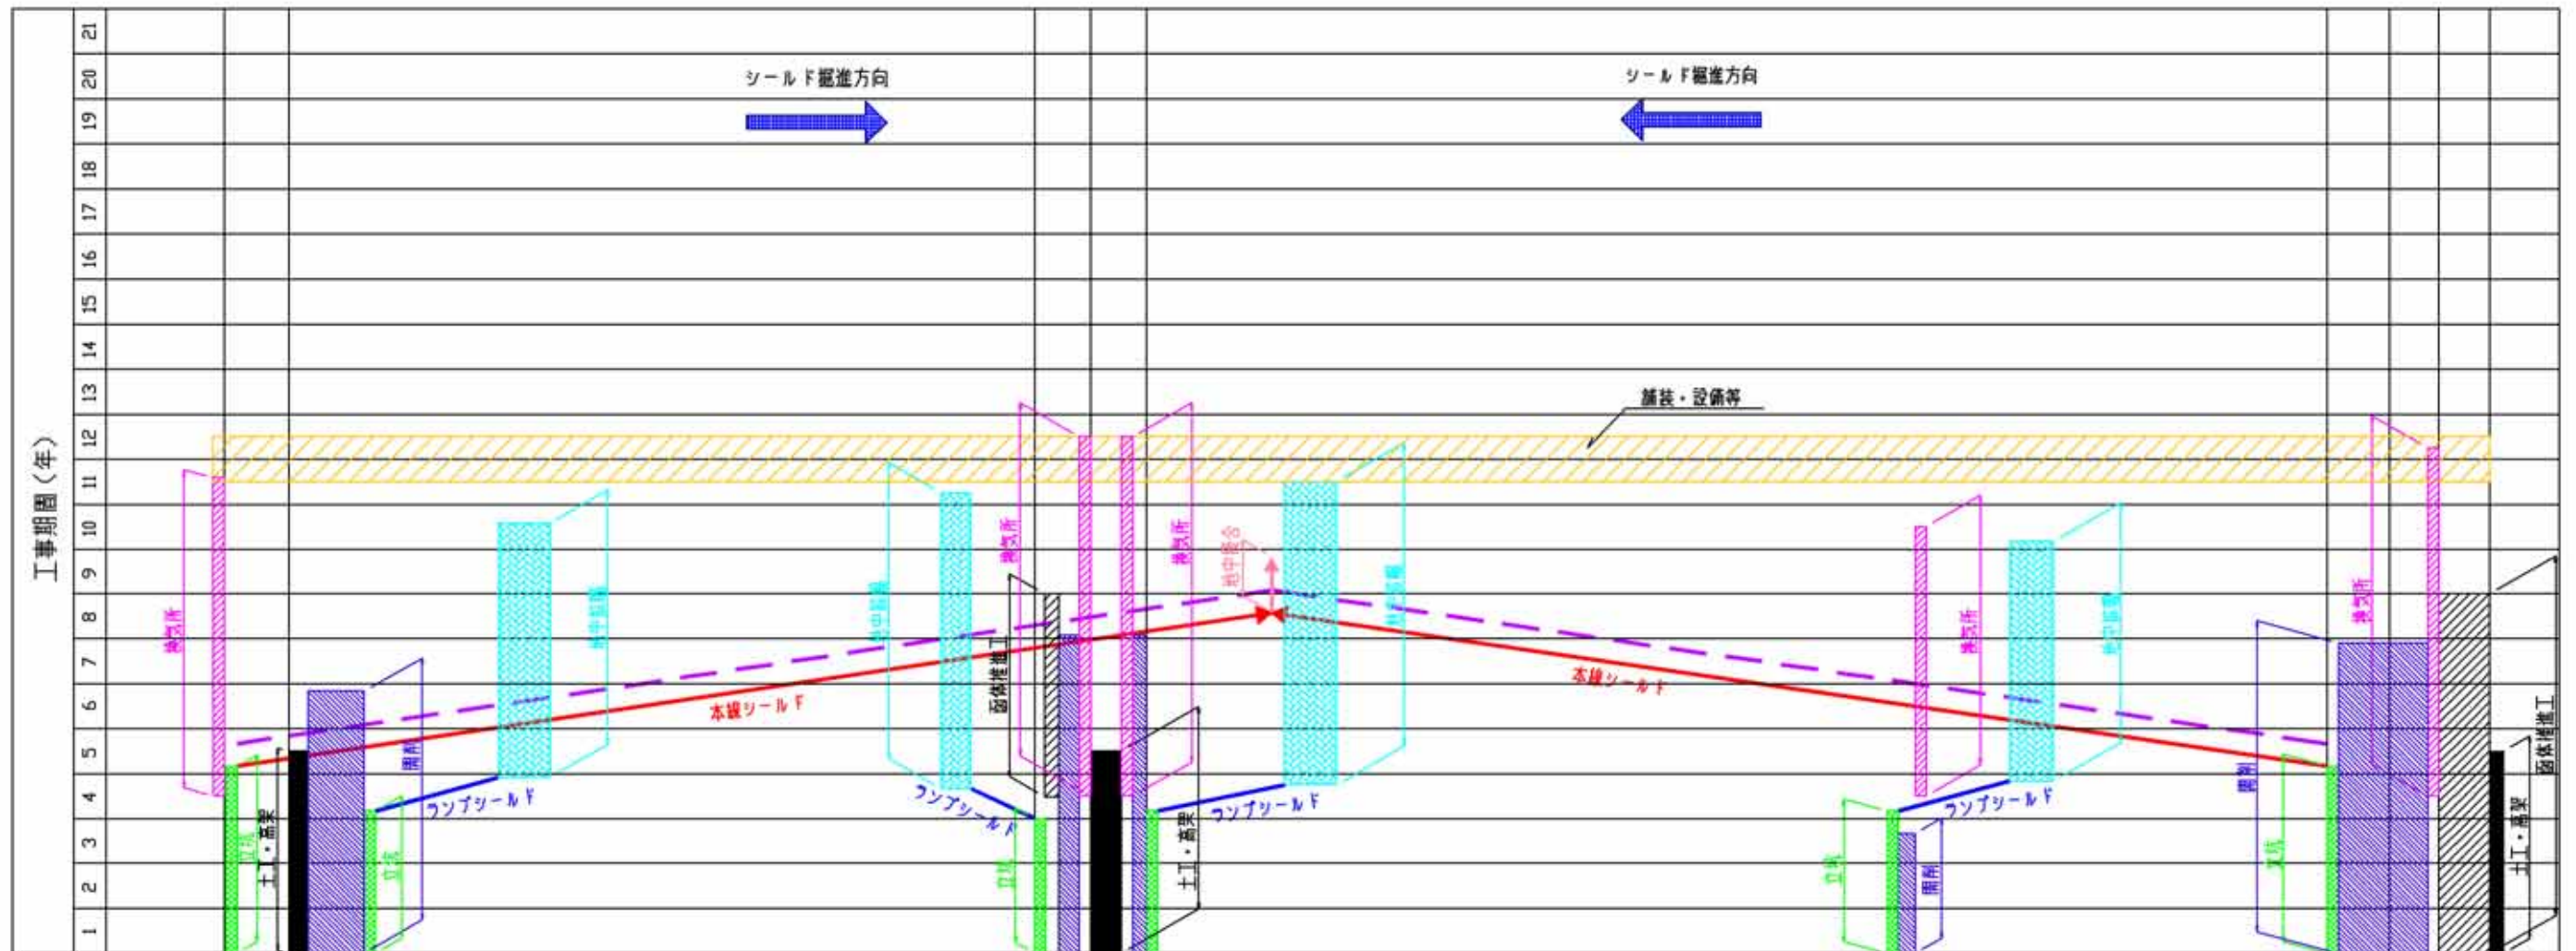 工事期間（年）
21
20
19
18
17
16
15
14
13
12
11
10
9
8
7
6
5
4
3
2
1
シールド掘進方向
シールド掘進方向
舗装・設備等
換気所
換気所
換気所
換気所
換気所
地中拡幅
地中拡幅
地中拡幅
地中拡幅
地中接合
函体推進工
函体推進工
本線シールド
本線シールド
ランプシールド
ランプシールド
ランプシールド
ランプシールド
開削
開削
開削
立坑
立坑
立坑
立坑
立坑
土工・高架
土工・高架
土工・高架